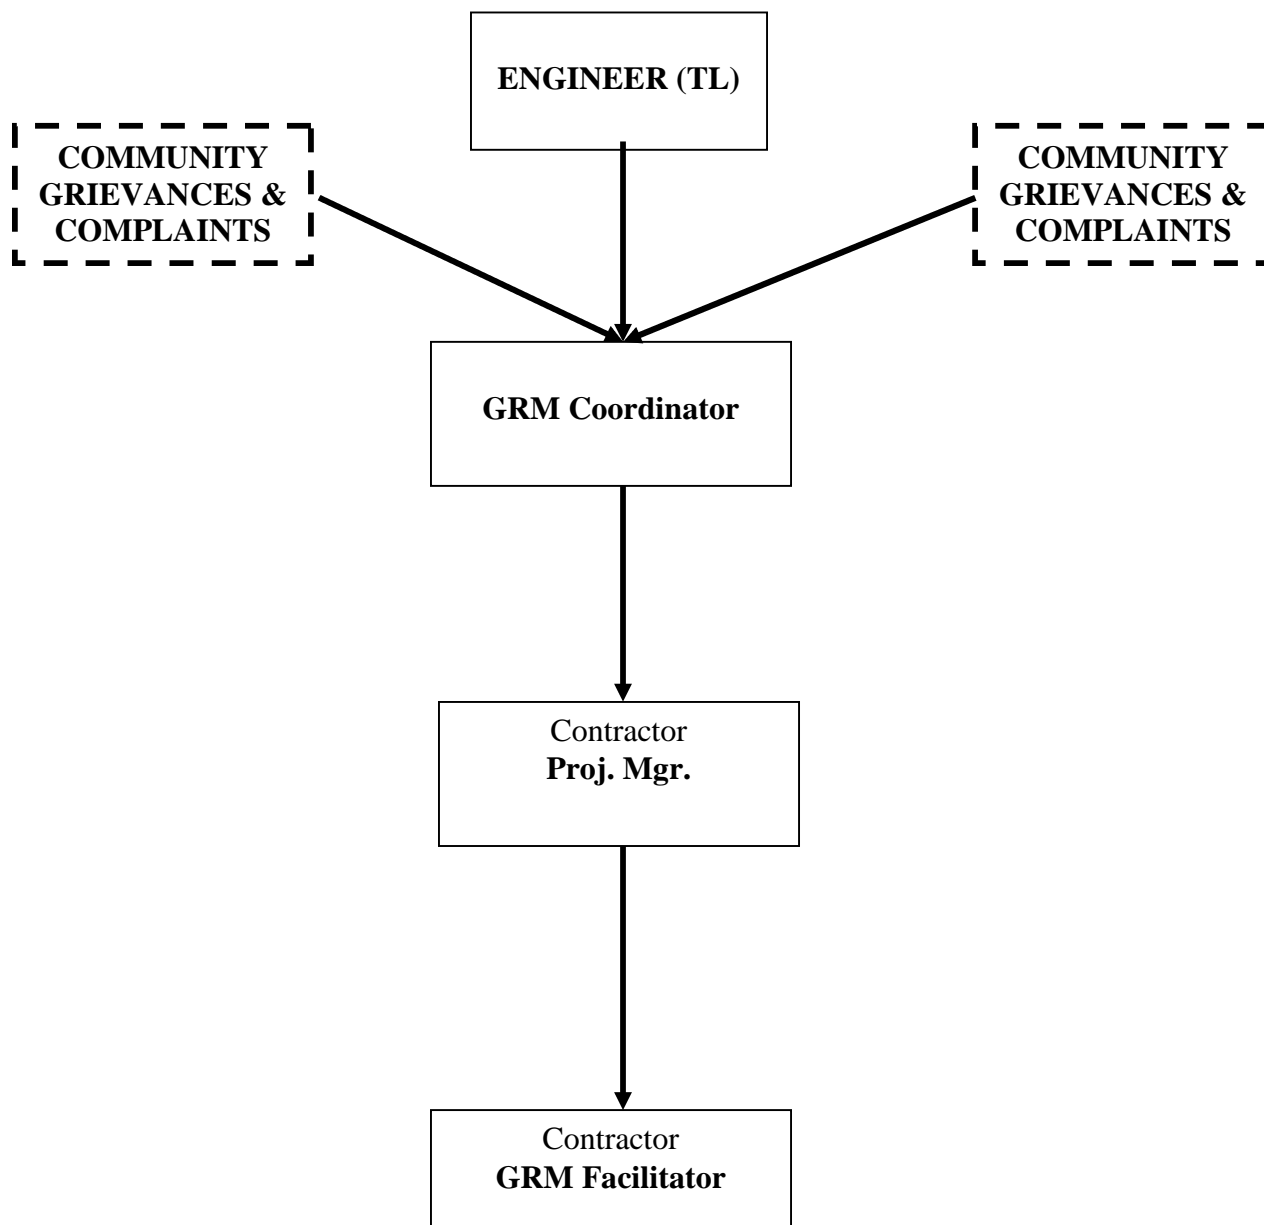 ENGINEER (TL)
COMMUNITY
GRIEVANCES &
COMPLAINTS
COMMUNITY
GRIEVANCES &
COMPLAINTS
GRM Coordinator
Contractor
Proj. Mgr.
Contractor
GRM Facilitator